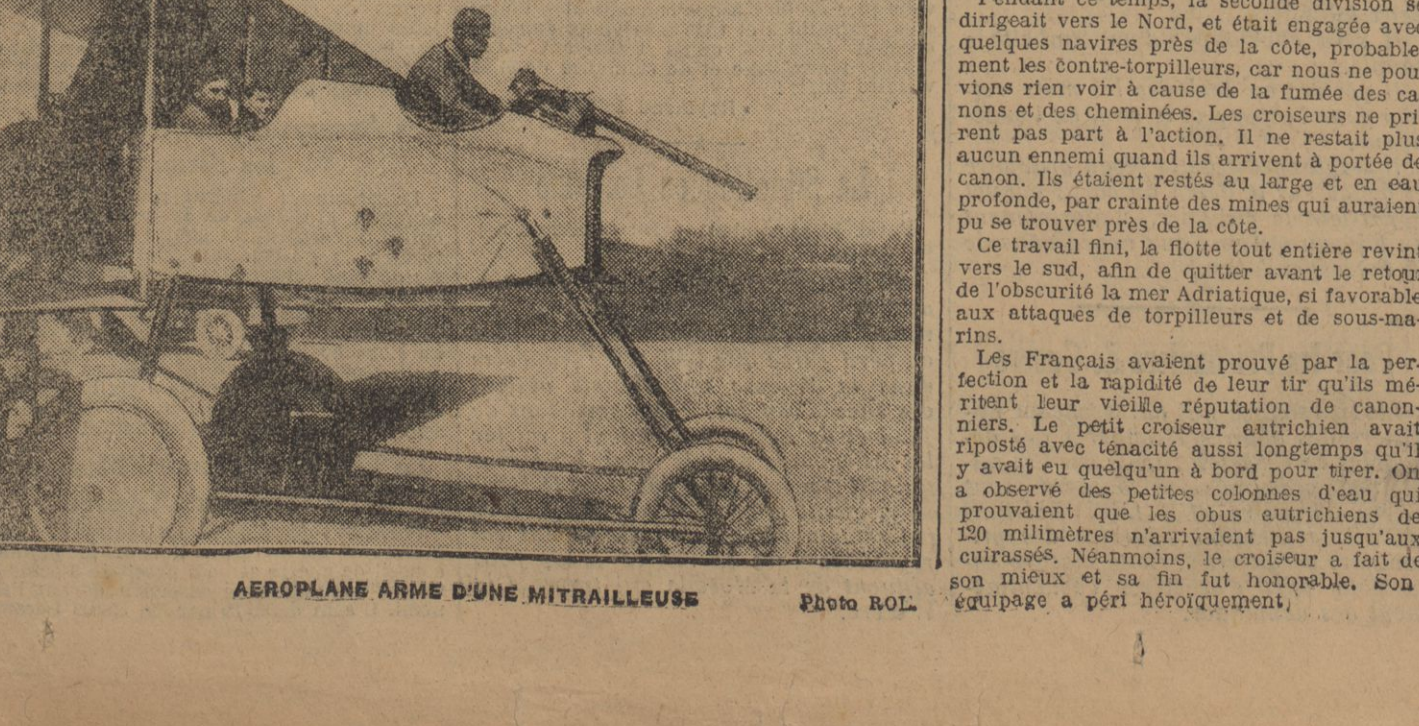 Pendant ce temps, la seconde division se
dirigeait vers le Nord, et était engagée avec
quelques navires près de la côte, probable-
ment les contre-torpilleurs, car nous ne pou-
vions rien voir à cause de la fumée des ca-
nons et des cheminées. Les croiseurs ne pri-
rent pas part à l'action. Il ne restait plus
aucun ennemi quand ils arrivent à portée de
canon. Ils étaient restés au large et en eau
profonde, par crainte des mines qui auraient
pu se trouver près de la côte.
Ce travail fini, la flotte tout entière revint
vers le sud, afin de quitter avant le retour
de l'obscurité la mer Adriatique, si favorable
aux attaques de torpilleurs et de sous-ma-
rins.
Les Français avaient prouvé par la per-
fection et la rapidité de leur tir qu'ils mé-
ritent leur vieille réputation de canon-
niers. Le petit croiseur autrichien avait
riposté avec ténacité aussi longtemps qu'il
y avait eu quelqu'un à bord pour tirer. On
a observé des petites colonnes d'eau qui
prouvaient que les obus autrichiens de
120 milimètres n'arrivaient pas jusqu'aux
cuirassés. Néanmoins, le croiseur a fait de
son mieux et sa fin fut honorable. Son
équipage a péri héroïquement.
AEROPLANE ARME D'UNE MITRAILLEUSE
Photo ROL.